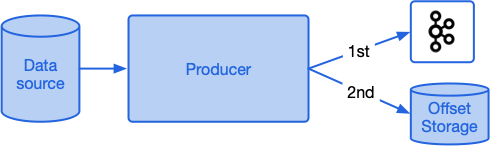 Data
source
Producer
1st
2nd
Offset
Storage